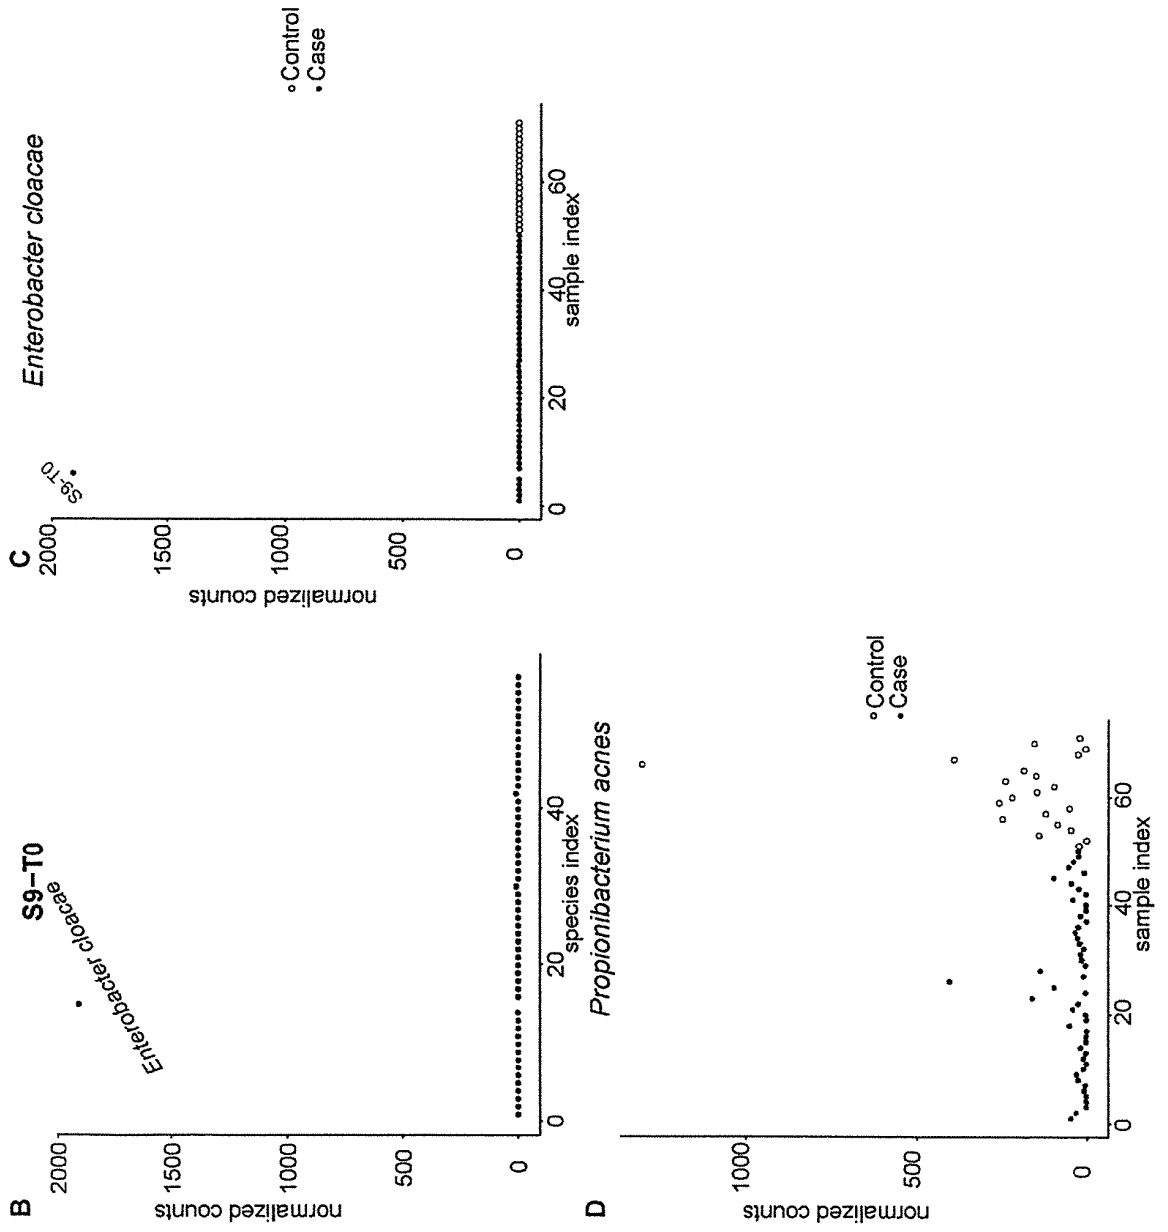 B
S9−T0
2000
1500
1000
500
0
normalized counts
Enterobacter cloacae
0
20
40
species index
C
Enterobacter cloacae
2000
1500
1000
500
0
normalized counts
S9-T0
0
20
40
60
sample index
Control
Case
D
Propionibacterium acnes
1000
500
0
normalized counts
0
20
40
60
sample index
Control
Case